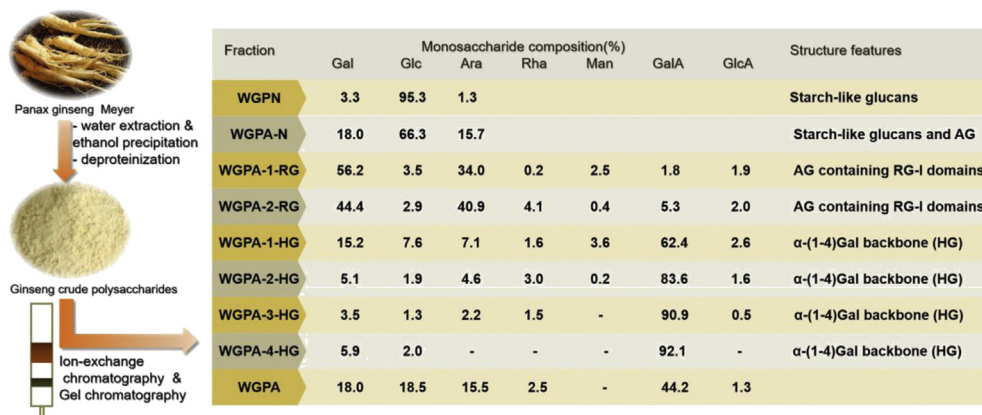 Panax ginseng Meyer
- water extraction &
ethanol precipitation
- deproteinization
Ginseng crude polysaccharides
Ion-exchange
chromatography &
Gel chromatography
Fraction Monosaccharide composition(%) Structure features
Gal Glc Ara Rha Man GalA GlcA
WGPN 3.3 95.3 1.3 Starch-like glucans
WGPA-N 18.0 66.3 15.7 Starch-like glucans and AG
WGPA-1-RG 56.2 3.5 34.0 0.2 2.5 1.8 1.9 AG containing RG-I domains
WGPA-2-RG 44.4 2.9 40.9 4.1 0.4 5.3 2.0 AG containing RG-I domains
WGPA-1-HG 15.2 7.6 7.1 1.6 3.6 62.4 2.6 α-(1-4)Gal backbone (HG)
WGPA-2-HG 5.1 1.9 4.6 3.0 0.2 83.6 1.6 α-(1-4)Gal backbone (HG)
WGPA-3-HG 3.5 1.3 2.2 1.5 - 90.9 0.5 α-(1-4)Gal backbone (HG)
WGPA-4-HG 5.9 2.0 - - - 92.1 - α-(1-4)Gal backbone (HG)
WGPA 18.0 18.5 15.5 2.5 - 44.2 1.3